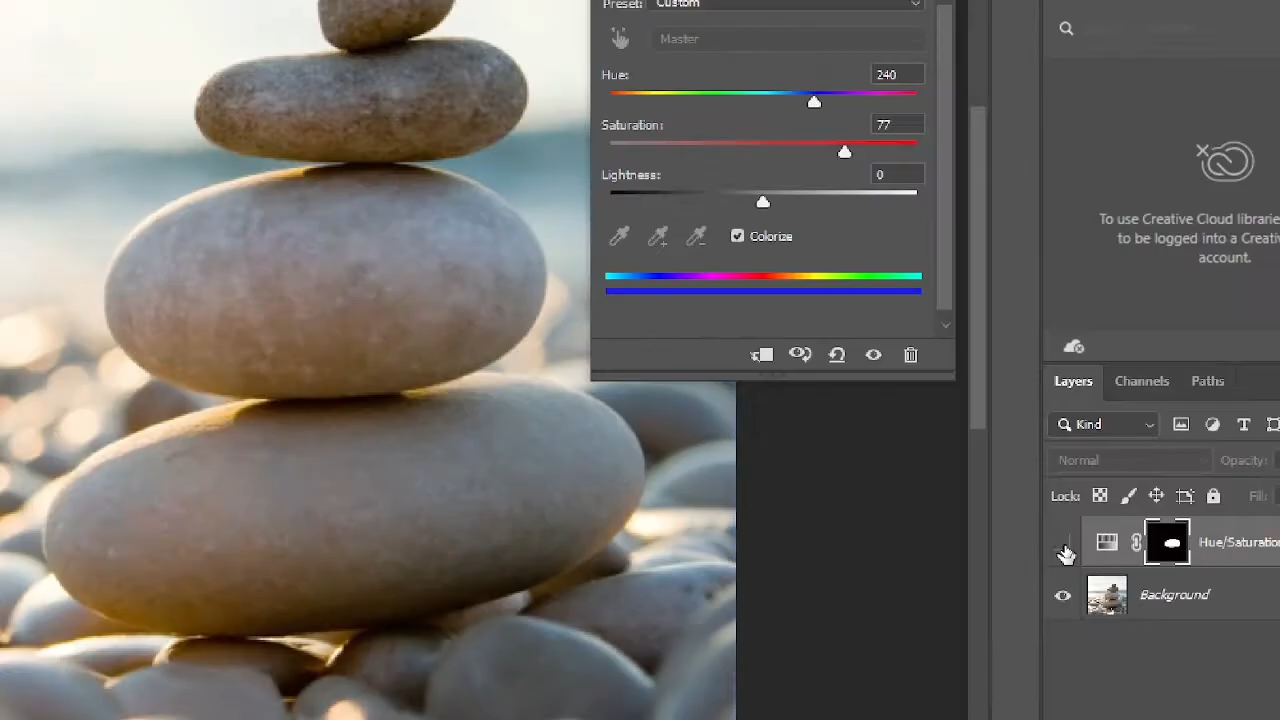 Preset: Custom
Master
Hue: 240
Saturation: 77
Lightness: 0
Colorize
To use Creative Cloud librarie
to be logged into a Creativ
account.
Layers Channels Paths
Kind
Normal Opacity:
Lock: Fill:
Hue/Saturation
Background